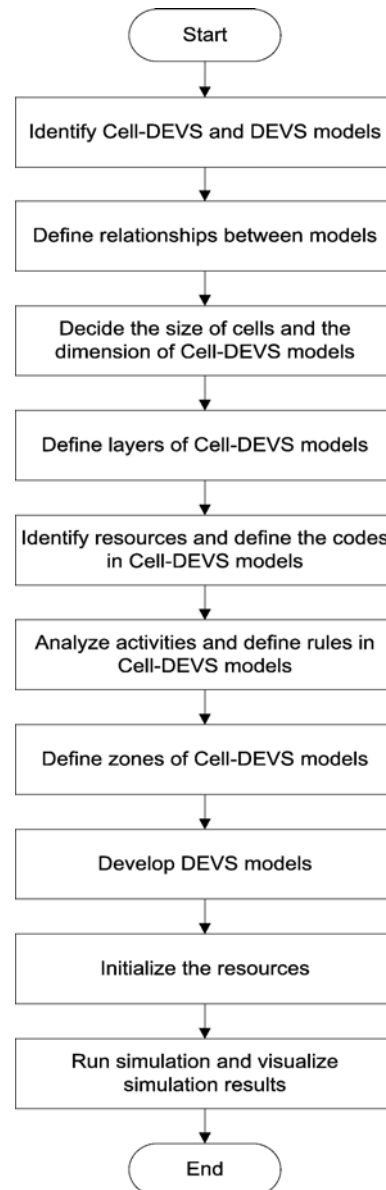 Start
Identify Cell-DEVS and DEVS models
Define relationships between models
Decide the size of cells and the
dimension of Cell-DEVS models
Define layers of Cell-DEVS models
Identify resources and define the codes
in Cell-DEVS models
Analyze activities and define rules in
Cell-DEVS models
Define zones of Cell-DEVS models
Develop DEVS models
Initialize the resources
Run simulation and visualize
simulation results
End